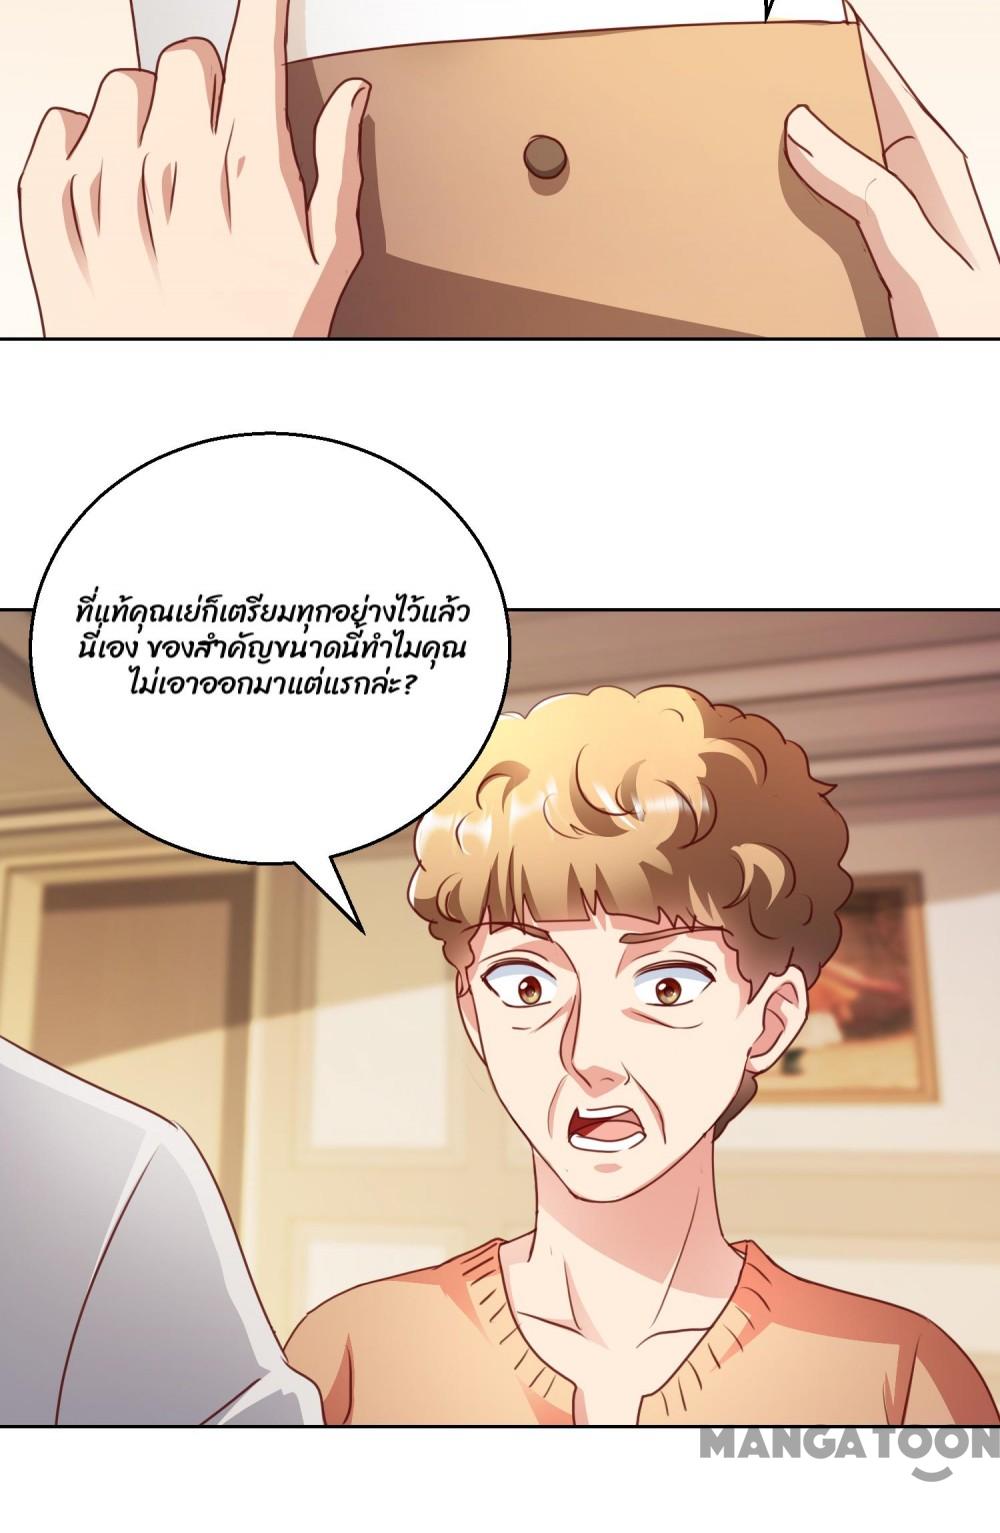 ที่แท้คุณเย่ก็เตรียมทุกอย่างไว้แล้ว
นี่เอง ของสำคัญขนาดนี้ทำไมคุณ
ไม่เอาออกมาแต่แรกล่ะ?
MANGATOON